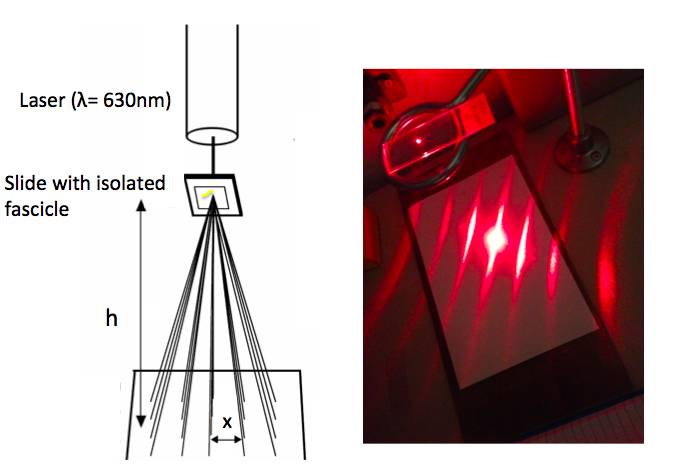 Laser (λ= 630nm)
Slide with isolated
fascicle
h
x